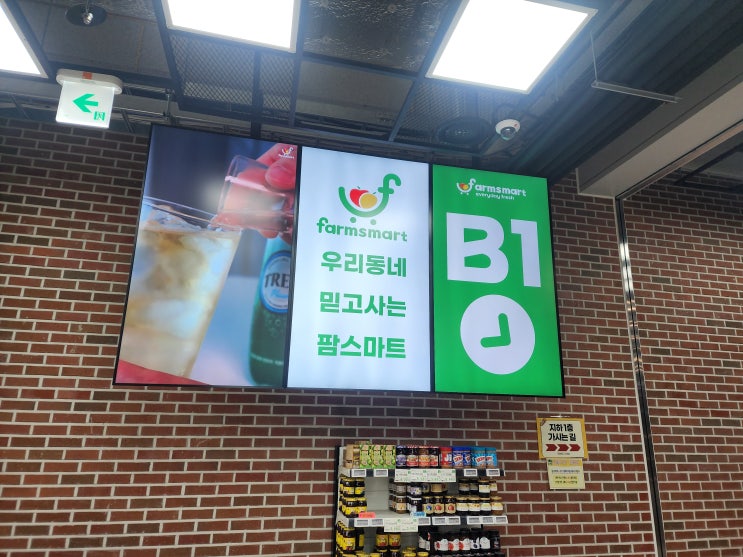 TRE
farmsmart
우리동네
믿고사는
팜스마트
farmsmart
everyday fresh
B1
지하 1층
가시는 길